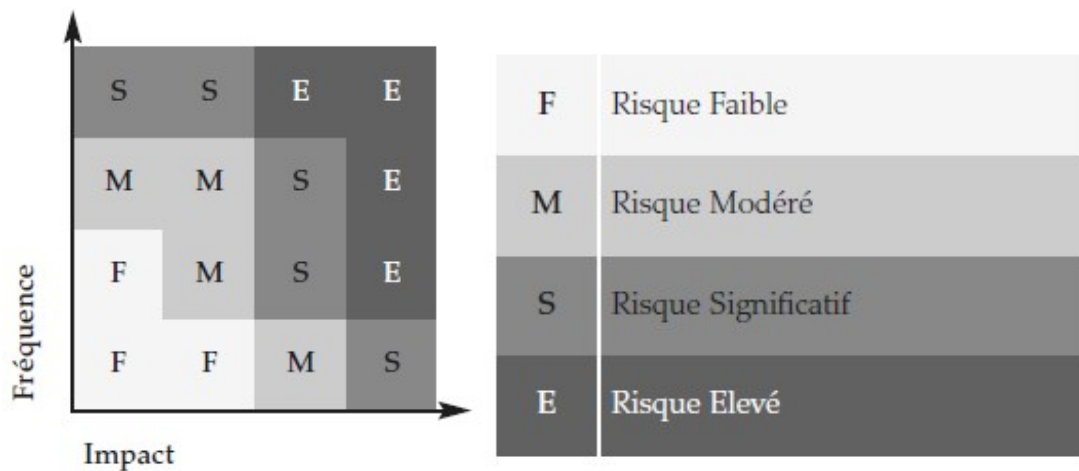 S S E E
M M S E
F M S E
F F M S
Fréquence
Impact
F Risque Faible
M Risque Modéré
S Risque Significatif
E Risque Elevé